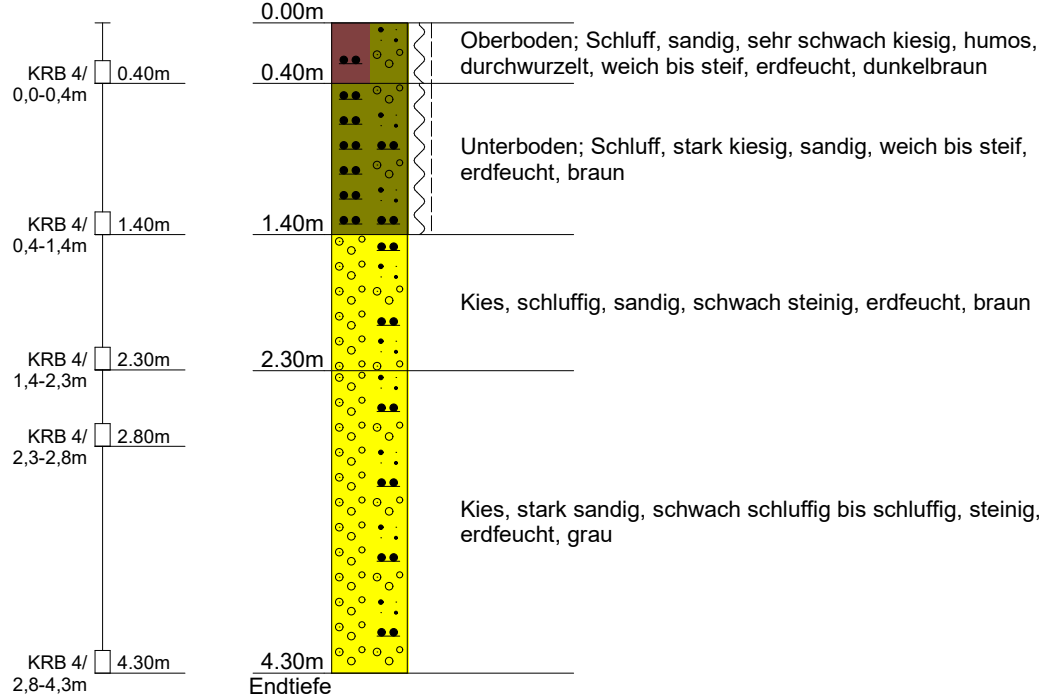 0.00m
Oberboden; Schluff, sandig, sehr schwach kiesig, humos,
durchwurzelt, weich bis steif, erdfeucht, dunkelbraun
KRB 4/ 0.40m
0,0-0,4m
0.40m
Unterboden; Schluff, stark kiesig, sandig, weich bis steif,
erdfeucht, braun
KRB 4/ 1.40m
0,4-1,4m
1.40m
Kies, schluffig, sandig, schwach steinig, erdfeucht, braun
KRB 4/ 2.30m
1,4-2,3m
2.30m
KRB 4/ 2.80m
2,3-2,8m
Kies, stark sandig, schwach schluffig bis schluffig, steinig,
erdfeucht, grau
KRB 4/ 4.30m
2,8-4,3m
4.30m
Endtiefe